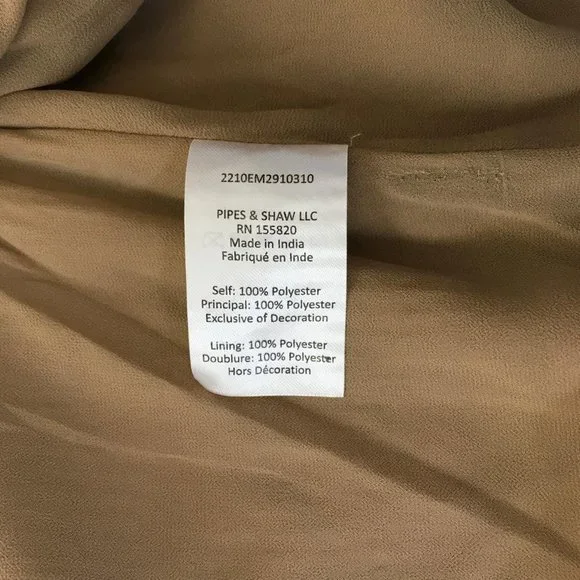 2210EM2910310
PIPES & SHAW LLC
RN 155820
Made in India
Fabriqué en Inde
Self: 100% Polyester
Principal: 100% Polyester
Exclusive of Decoration
Lining: 100% Polyester
Doublure: 100% Polyester
Hors Décoration